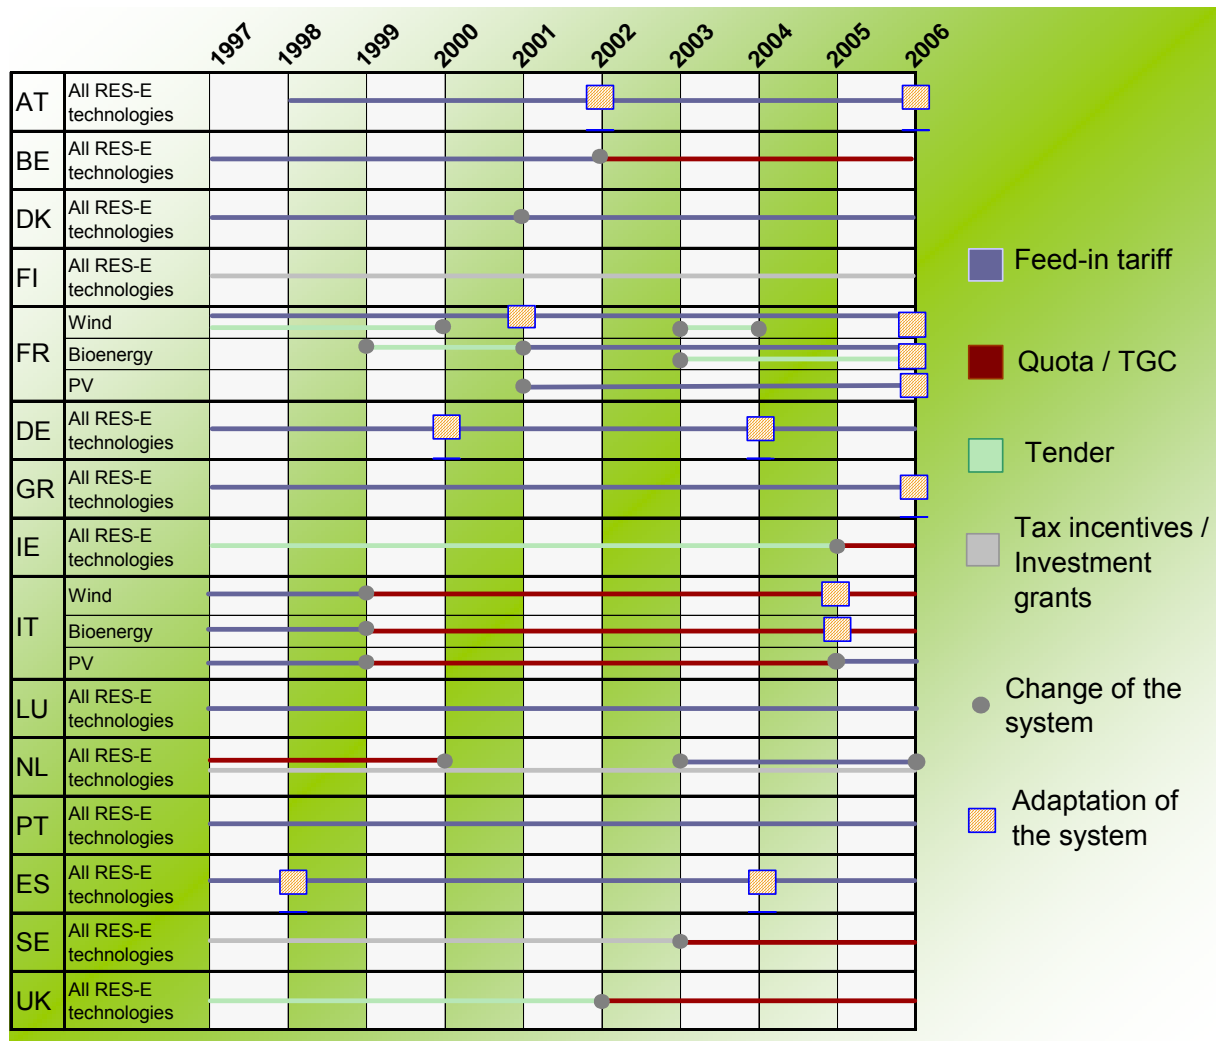 1997 1998 1999 2000 2001 2002 2003 2004 2005 2006
AT
All RES-E
technologies
BE
All RES-E
technologies
DK
All RES-E
technologies
FI
All RES-E
technologies
FR
Wind
Bioenergy
PV
DE
All RES-E
technologies
GR
All RES-E
technologies
IE
All RES-E
technologies
IT
Wind
Bioenergy
PV
LU
All RES-E
technologies
NL
All RES-E
technologies
PT
All RES-E
technologies
ES
All RES-E
technologies
SE
All RES-E
technologies
UK
All RES-E
technologies
Feed-in tariff
Quota / TGC
Tender
Tax incentives /
Investment
grants
Change of the
system
Adaptation of
the system